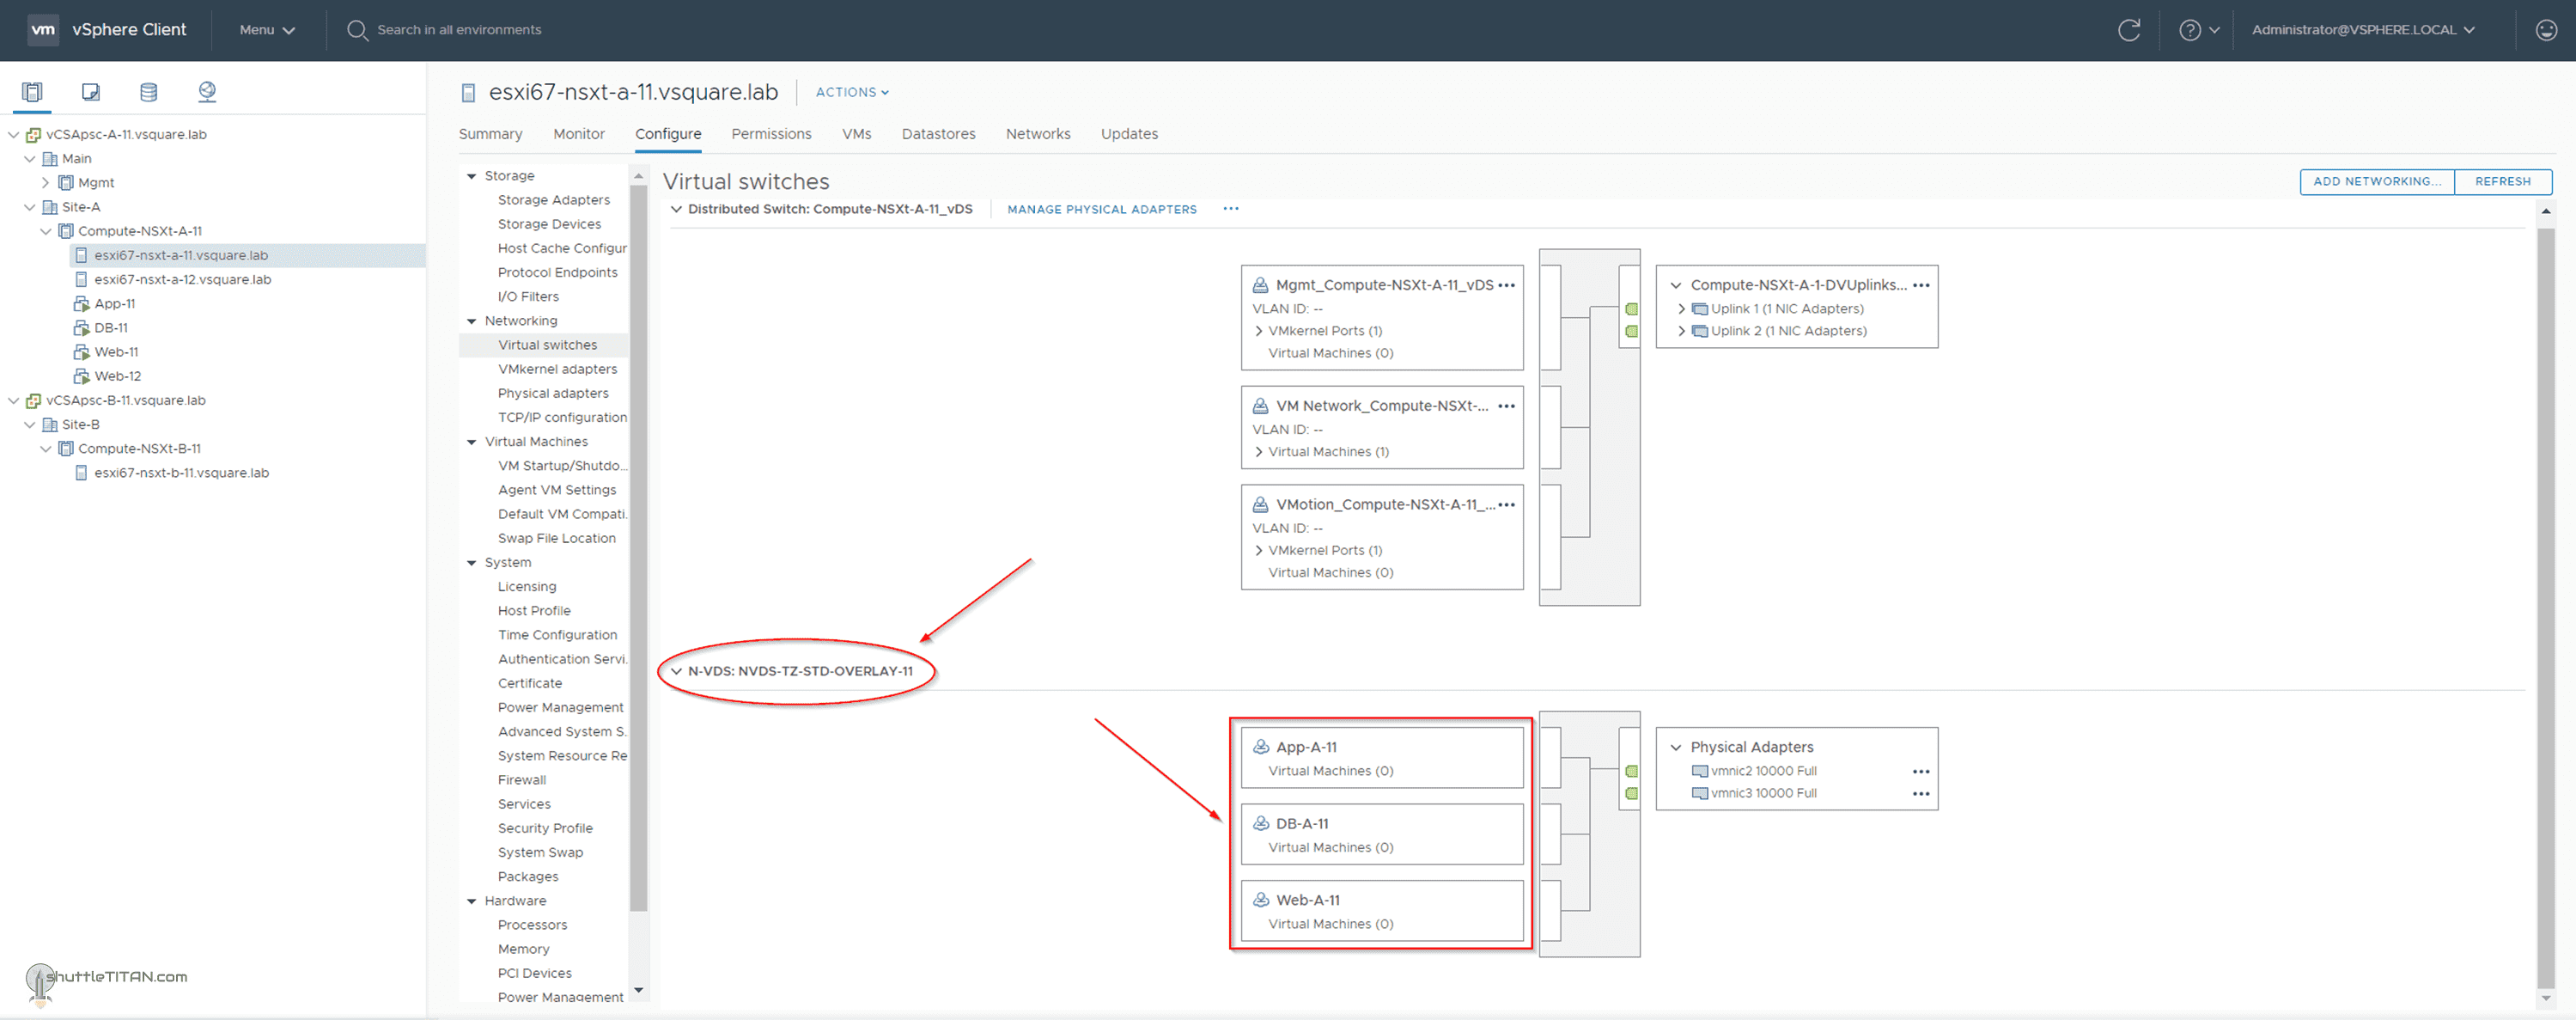 vm vSphere Client Menu Search in all environments Administrator@VSPHERE.LOCAL
vCSApsc-A-11.vsquare.lab
Main
Mgmt
Site-A
Compute-NSXt-A-11
esxi67-nsxt-a-11.vsquare.lab
esxi67-nsxt-a-12.vsquare.lab
App-11
DB-11
Web-11
Web-12
vCSApsc-B-11.vsquare.lab
Site-B
Compute-NSXt-B-11
esxi67-nsxt-b-11.vsquare.lab
shuttleTITAN.com
esxi67-nsxt-a-11.vsquare.lab ACTIONS
Summary Monitor Configure Permissions VMs Datastores Networks Updates
Storage
Storage Adapters
Storage Devices
Host Cache Configur
Protocol Endpoints
I/O Filters
Networking
Virtual switches
VMkernel adapters
Physical adapters
TCP/IP configuration
Virtual Machines
VM Startup/Shutdo...
Agent VM Settings
Default VM Compati.
Swap File Location
System
Licensing
Host Profile
Time Configuration
Authentication Servi.
Certificate
Power Management
Advanced System S.
System Resource Re
Firewall
Services
Security Profile
System Swap
Packages
Hardware
Processors
Memory
PCI Devices
Power Management
Virtual switches
ADD NETWORKING... REFRESH
Distributed Switch: Compute-NSXt-A-11_vDS MANAGE PHYSICAL ADAPTERS ...
Mgmt_Compute-NSXt-A-11_vDS ...
VLAN ID: --
VMkernel Ports (1)
Virtual Machines (0)
VM Network_Compute-NSXt-... ...
VLAN ID: --
Virtual Machines (1)
VMotion_Compute-NSXt-A-11_... ...
VLAN ID: --
VMkernel Ports (1)
Virtual Machines (0)
Compute-NSXt-A-1-DVUplinks... ...
Uplink 1 (1 NIC Adapters)
Uplink 2 (1 NIC Adapters)
N-VDS: NVDS-TZ-STD-OVERLAY-11
App-A-11
Virtual Machines (0)
DB-A-11
Virtual Machines (0)
Web-A-11
Virtual Machines (0)
Physical Adapters
vmnic2 10000 Full ...
vmnic3 10000 Full ...